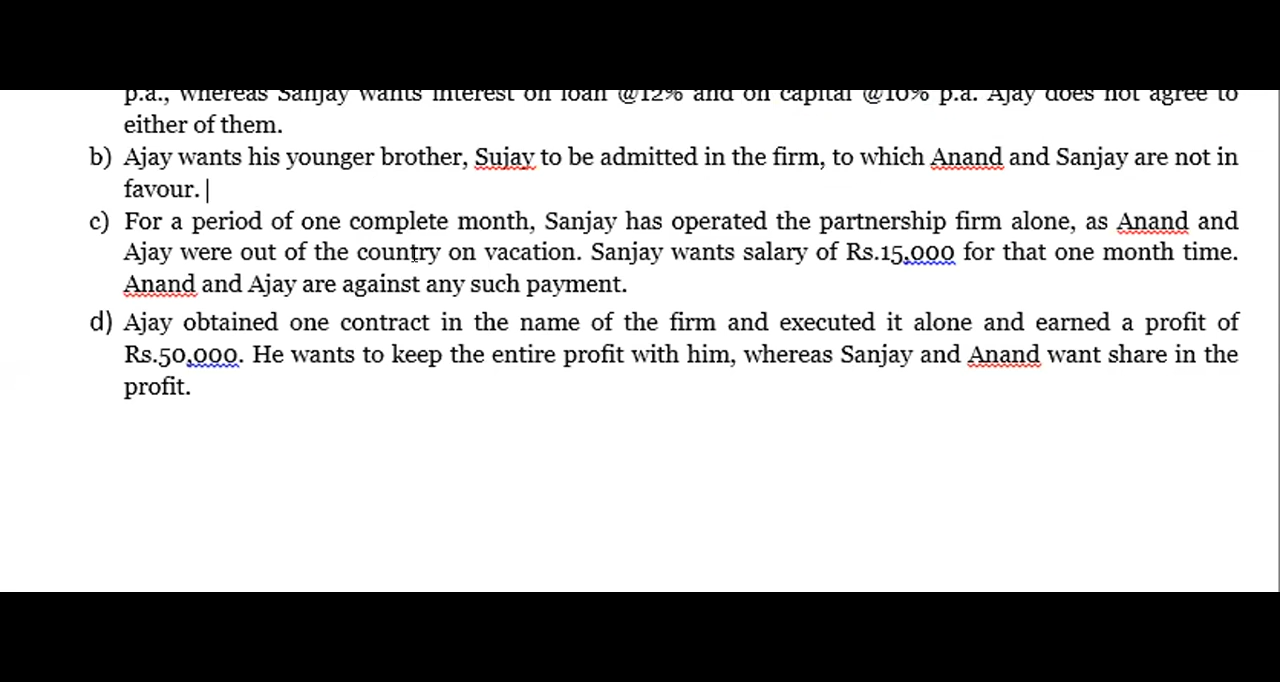 p.a., whereas Sanjay wants interest on loan @12% and on capital @10% p.a. Ajay does not agree to
either of them.
b) Ajay wants his younger brother, Sujay to be admitted in the firm, to which Anand and Sanjay are not in
favour.
c) For a period of one complete month, Sanjay has operated the partnership firm alone, as Anand and
Ajay were out of the country on vacation. Sanjay wants salary of Rs.15,000 for that one month time.
Anand and Ajay are against any such payment.
d) Ajay obtained one contract in the name of the firm and executed it alone and earned a profit of
Rs.50,000. He wants to keep the entire profit with him, whereas Sanjay and Anand want share in the
profit.